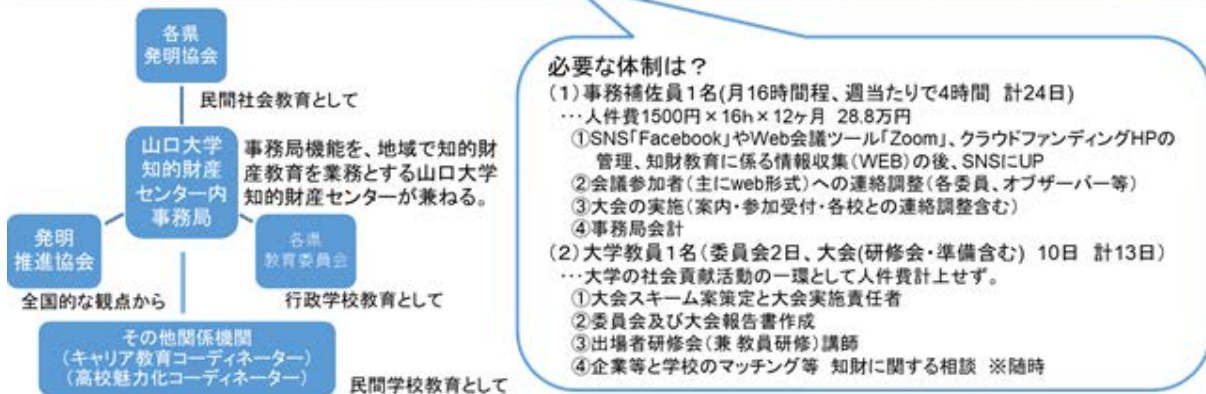 各県
発明協会
民間社会教育として
山口大学
知的財産
センター内
事務局
事務局機能を、地域で知的財
産教育を業務とする山口大学
知的財産センターが兼ねる。
発明
推進協会
各県
教育委員会
全国的な観点から
行政学校教育として
その他関係機関
(キャリア教育コーディネーター)
(高校魅力化コーディネーター)
民間学校教育として
必要な体制は？
(1)事務補佐員1名(月16時間程、週当たりで4時間 計24日)
…人件費1500円×16h×12ヶ月 28.8万円
①SNS「Facebook」やWeb会議ツール「Zoom」、クラウドファンディングHPの
管理、知財教育に係る情報収集(WEB)の後、SNSにUP
②会議参加者(主にweb形式)への連絡調整(各委員、オブザーバー等)
③大会の実施(案内・参加受付・各校との連絡調整含む)
④事務局会計
(2)大学教員1名(委員会2日、大会(研修会・準備含む) 10日 計13日)
…大学の社会貢献活動の一環として人件費計上せず。
①大会スキーム案策定と大会実施責任者
②委員会及び大会報告書作成
③出場者研修会(兼 教員研修)講師
④企業等と学校のマッチング等 知財に関する相談 ※随時